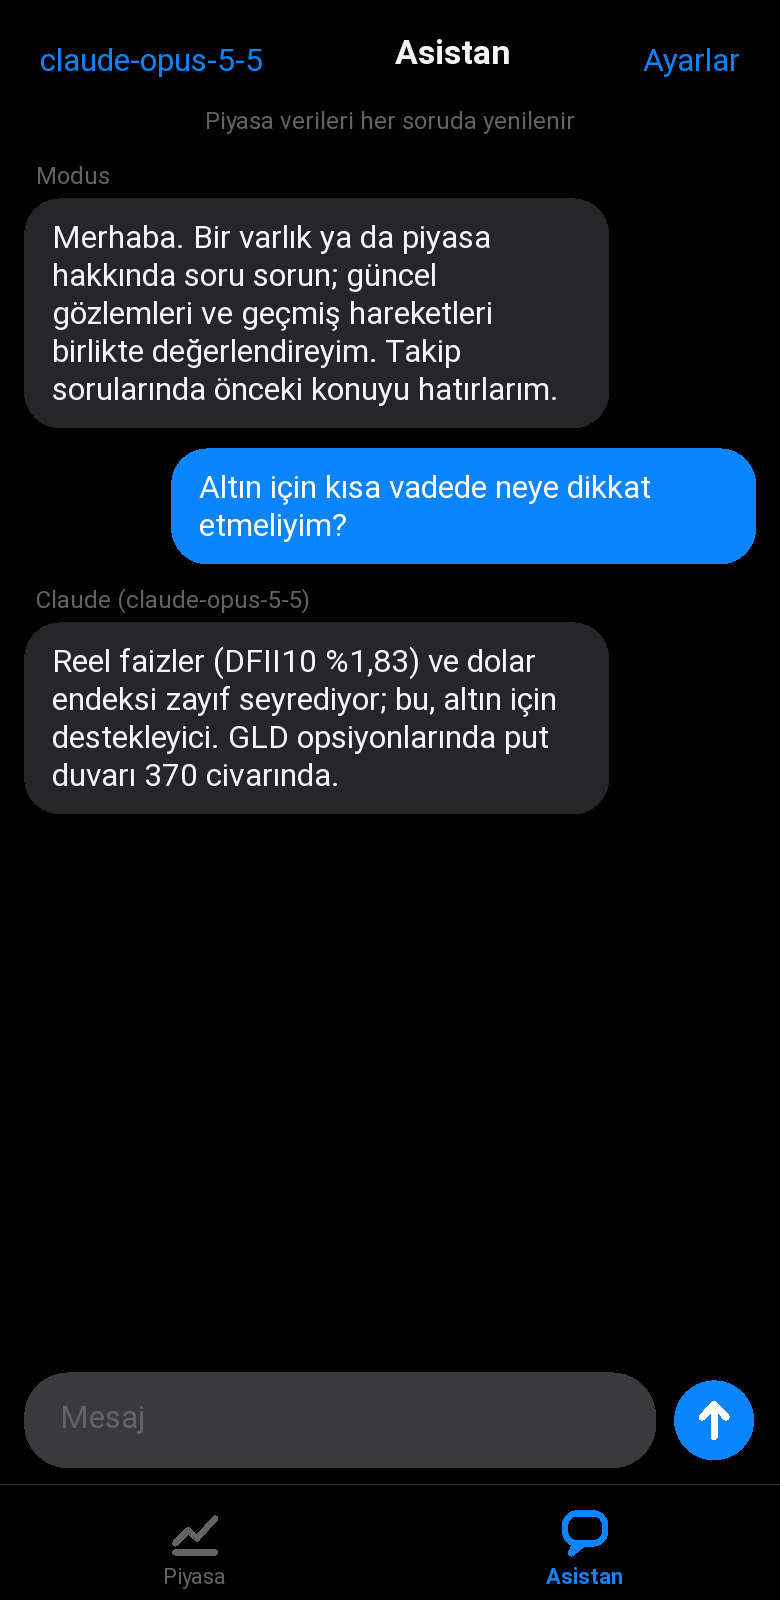 claude-opus-5-5
Asistan
Ayarlar
Piyasa verileri her soruda yenilenir
Modus
Merhaba. Bir varlık ya da piyasa
hakkında soru sorun; güncel
gözlemleri ve geçmiş hareketleri
birlikte değerlendireyim. Takip
sorularında önceki konuyu hatırlarım.
Altın için kısa vadede neye dikkat
etmeliyim?
Claude (claude-opus-5-5)
Reel faizler (DFII10 %1,83) ve dolar
endeksi zayıf seyrediyor; bu, altın için
destekleyici. GLD opsiyonlarında put
duvarı 370 civarında.
Mesaj
Piyasa
Asistan